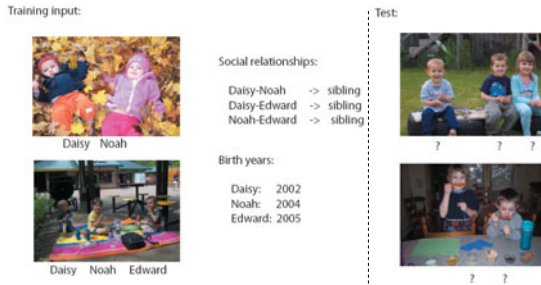 Training input:
Daisy Noah
Daisy Noah Edward
Social relationships:
Daisy-Noah -> sibling
Daisy-Edward -> sibling
Noah-Edward -> sibling
Birth years:
Daisy: 2002
Noah: 2004
Edward: 2005
Test:
? ? ?
? ?